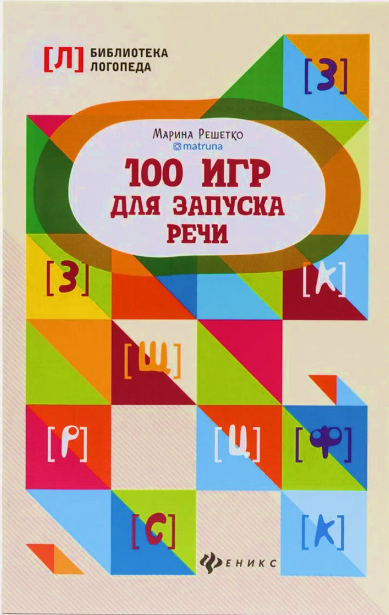 [Л] БИБЛИОТЕКА
ЛОГОПЕДА
[З]
МАРИНА РЕШЕТКО
@matruna
100 ИГР
ДЛЯ ЗАПУСКА
РЕЧИ
[З] [К]
[Щ]
[Р] [Ц] [Ф]
[С] [К]
ФЕНИКС